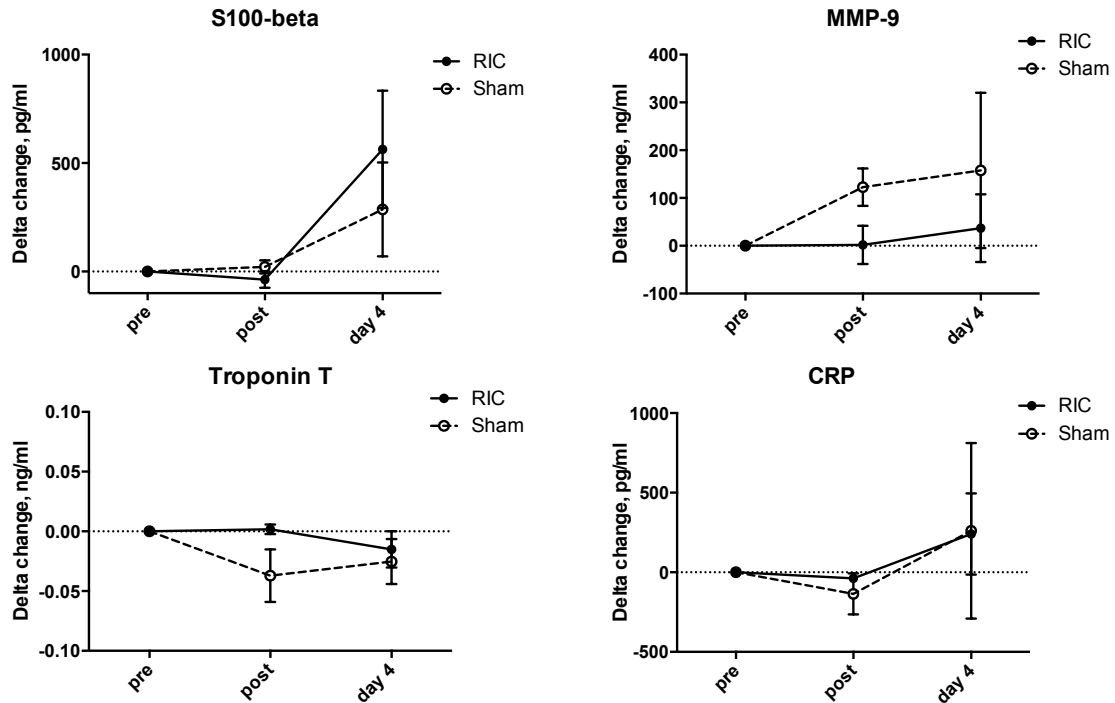 S100-beta
Delta change, pg/ml
1000
500
0
pre
post
day 4
RIC
Sham
MMP-9
Delta change, ng/ml
400
300
200
100
0
-100
pre
post
day 4
RIC
Sham
Troponin T
Delta change, ng/ml
0.10
0.05
0.00
-0.05
-0.10
pre
post
day 4
RIC
Sham
CRP
Delta change, pg/ml
1000
500
0
-500
pre
post
day 4
RIC
Sham